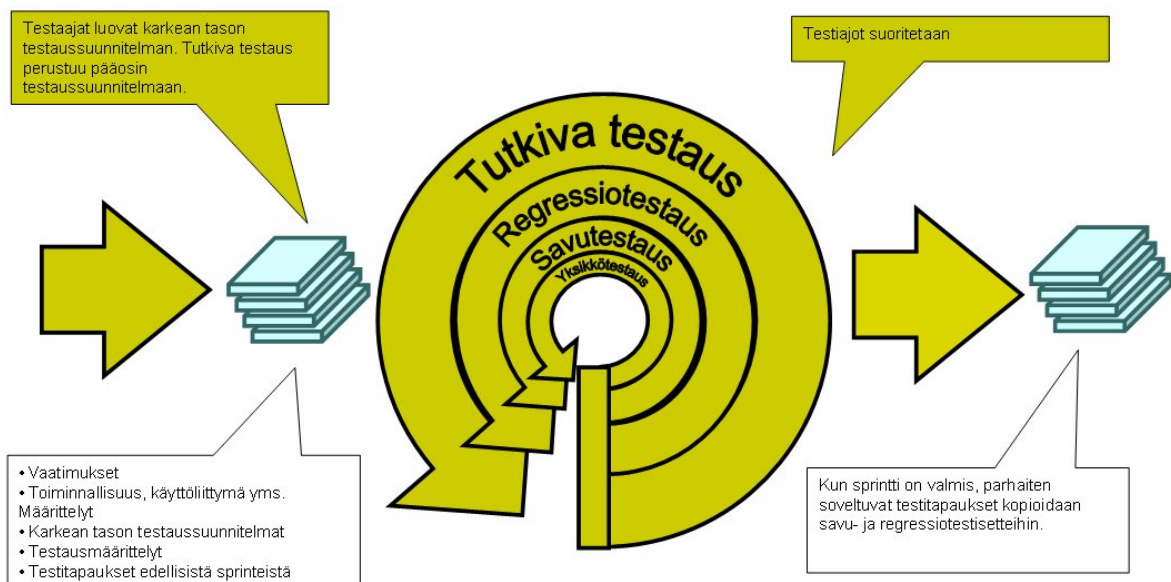 Testaajat luovat karkean tason
testaussuunnitelman. Tutkiva testaus
perustuu pääosin
testaussuunnitelmaan.
Testiajot suoritetaan
Tutkiva testaus
Regressiotestaus
Savutestaus
Yksikkötestaus
• Vaatimukset
• Toiminnallisuus, käyttöliittymä yms.
Määrittelyt
• Karkean tason testaussuunnitelmat
• Testausmäärittelyt
• Testitapaukset edellisistä sprinteistä
Kun sprintti on valmis, parhaiten
soveltuvat testitapaukset kopioidaan
savu- ja regressiotestisetteihin.